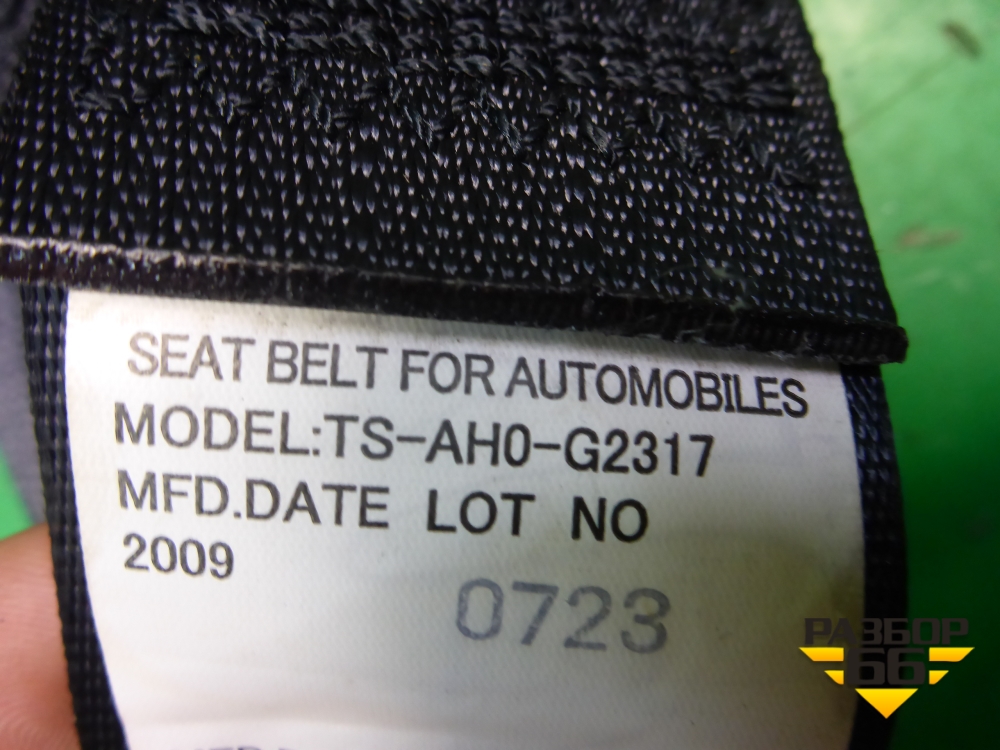 SEAT BELT FOR AUTOMOBILES
MODEL:TS-AH0-G2317
MFD.DATE LOT NO
2009
0723
РАЗБОР
66